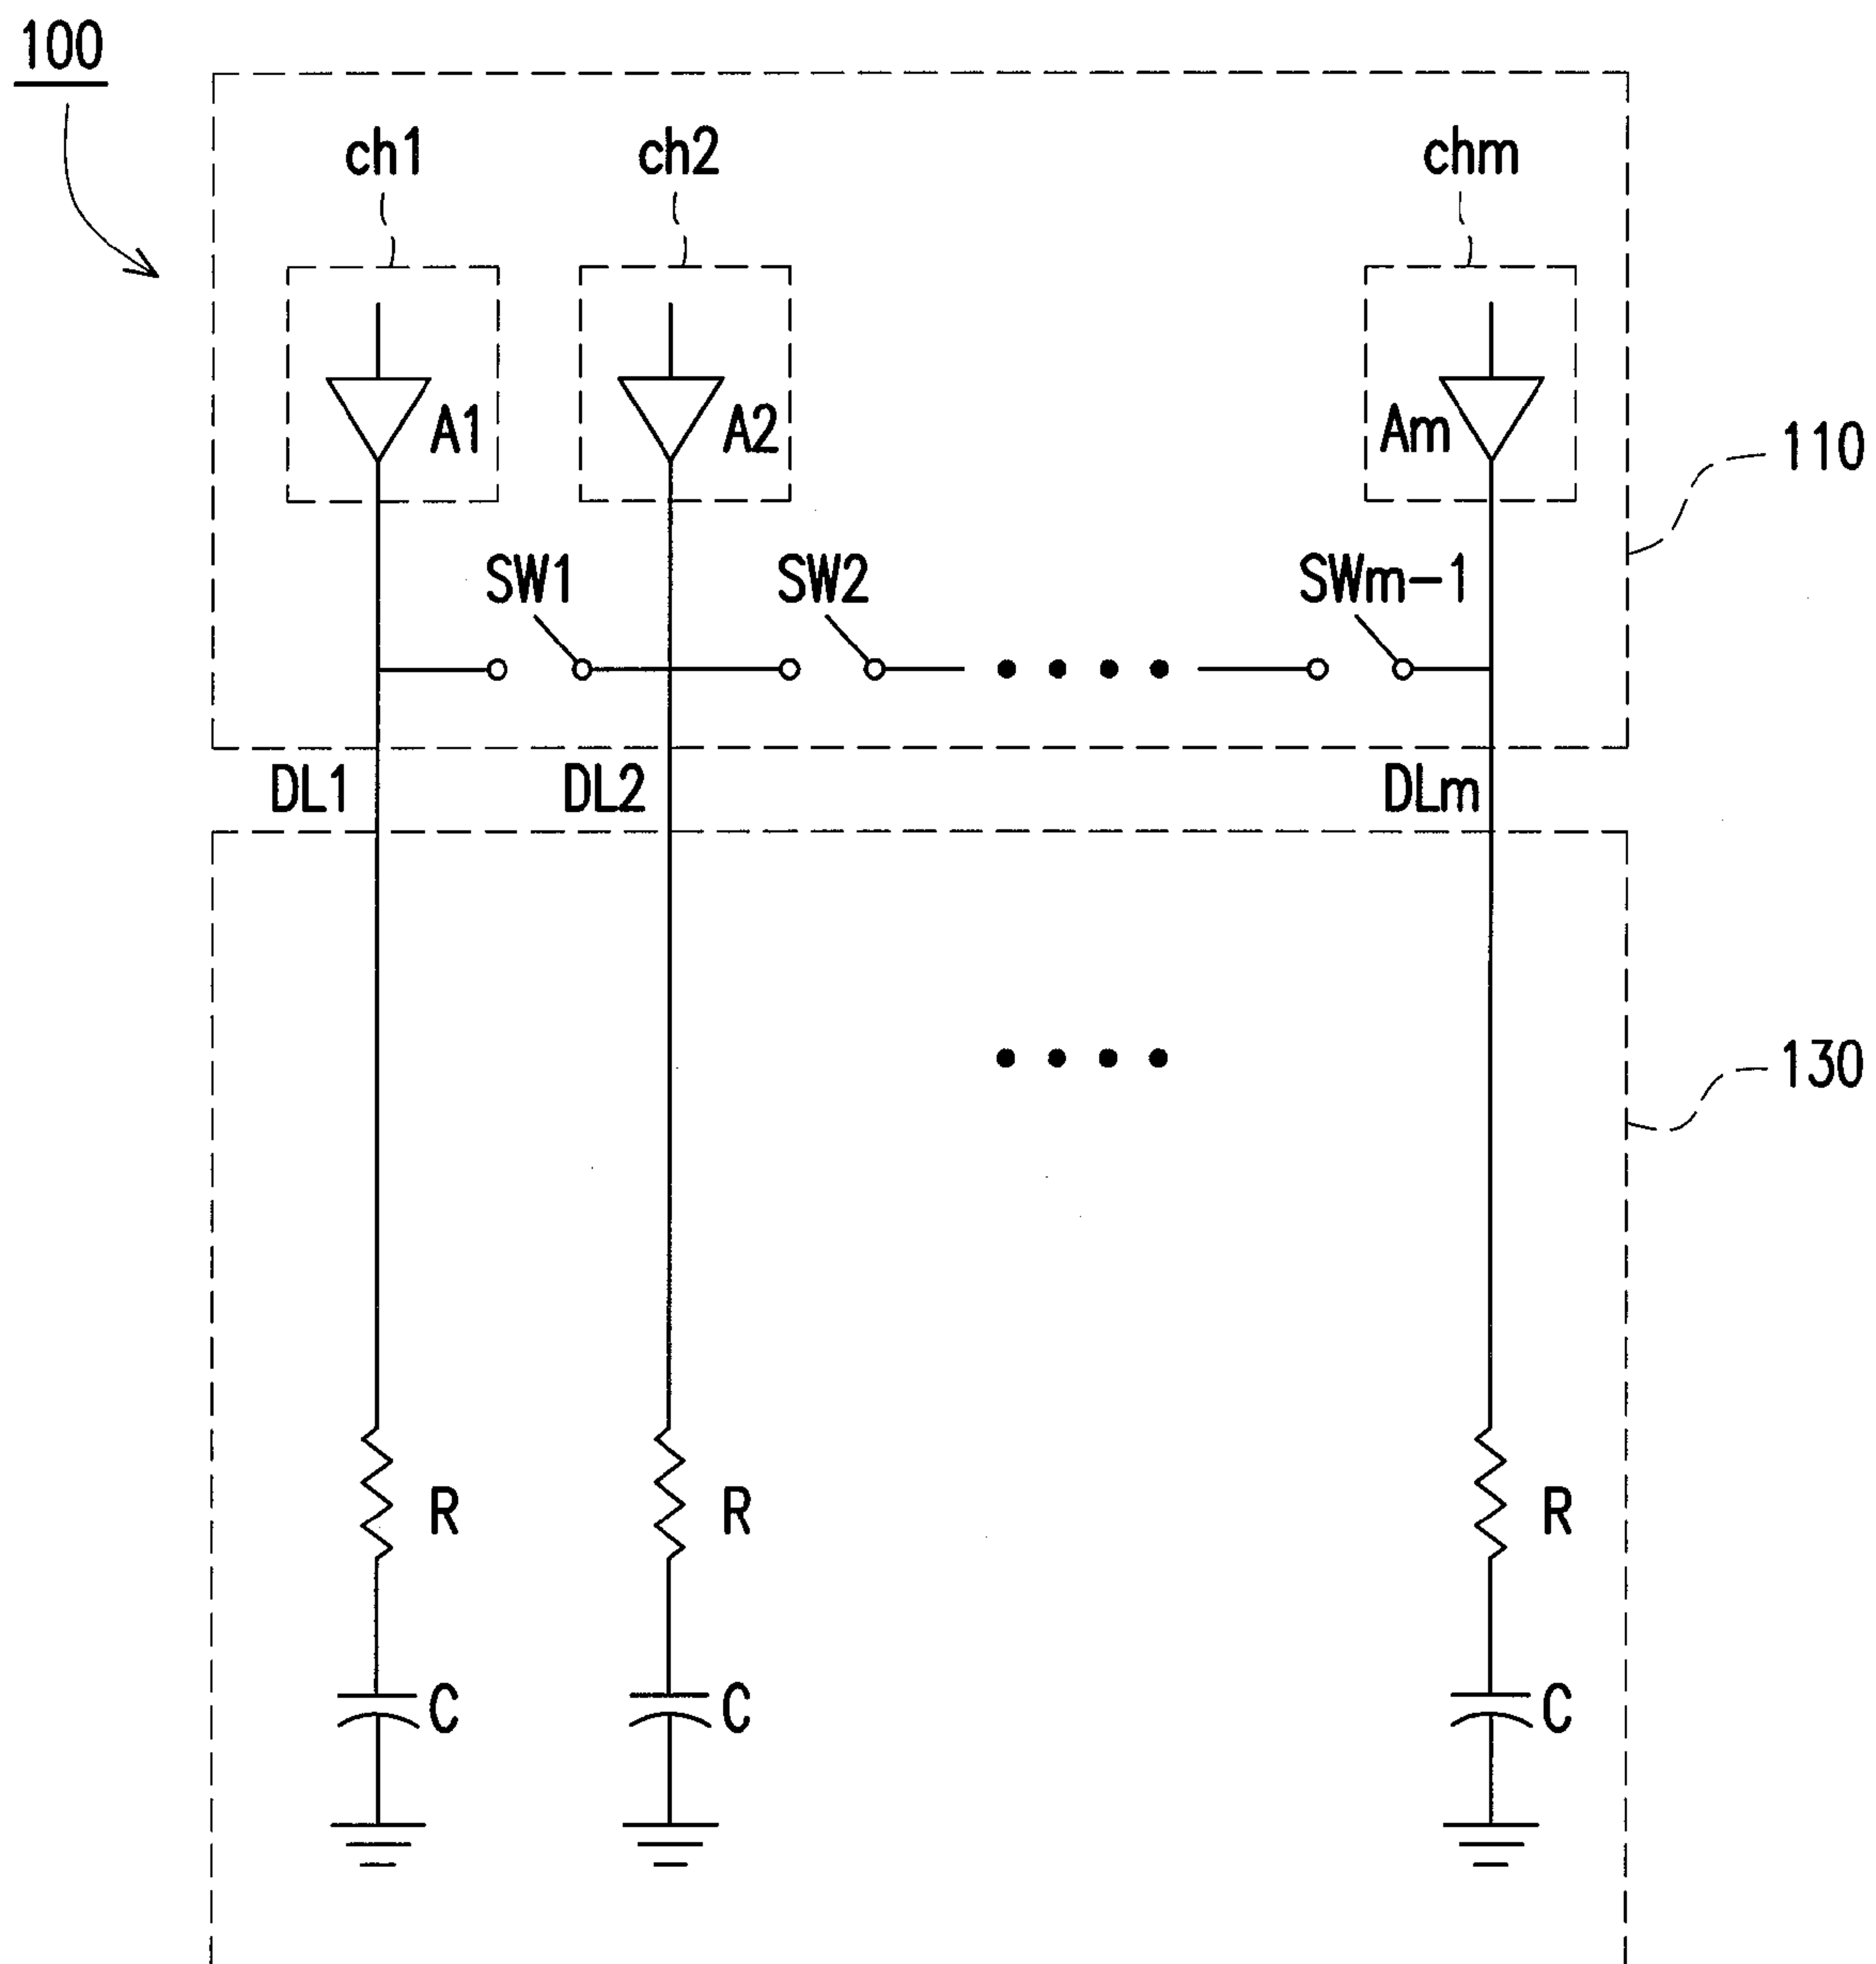 100
ch1 ch2 chm
A1 A2 Am
110
SW1 SW2 SWm-1
DL1 DL2 DLm
130
R R R
C C C